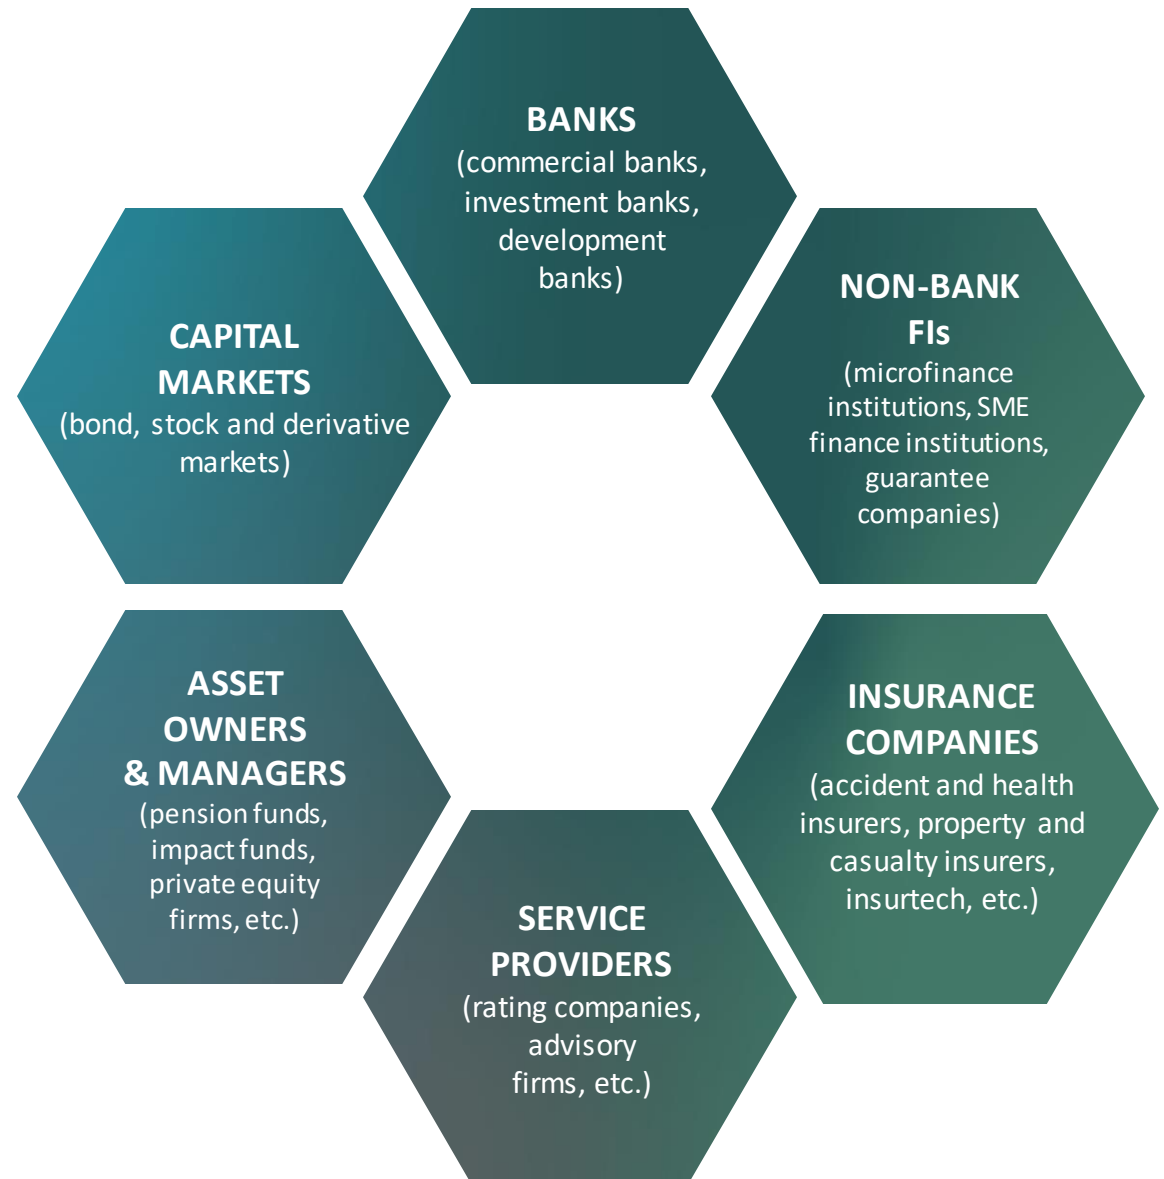 BANKS
(commercial banks,
investment banks,
development
banks)
NON-BANK
FIs
(microfinance
institutions, SME
finance institutions,
guarantee
companies)
CAPITAL
MARKETS
(bond, stock and derivative
markets)
ASSET
OWNERS
& MANAGERS
(pension funds,
impact funds,
private equity
firms, etc.)
INSURANCE
COMPANIES
(accident and health
insurers, property and
casualty insurers,
insurtech, etc.)
SERVICE
PROVIDERS
(rating companies,
advisory
firms, etc.)